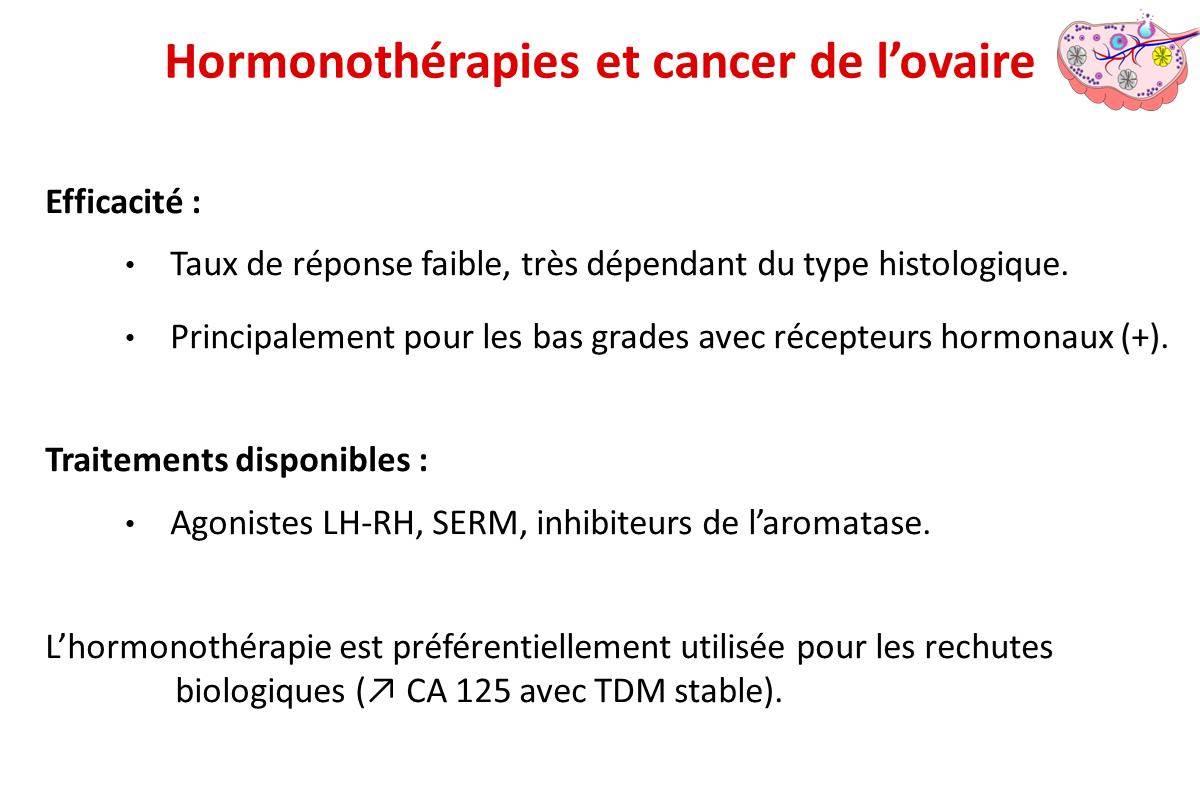 Hormonothérapies et cancer de l’ovaire
Efficacité :
• Taux de réponse faible, très dépendant du type histologique.
• Principalement pour les bas grades avec récepteurs hormonaux (+).
Traitements disponibles :
• Agonistes LH-RH, SERM, inhibiteurs de l’aromatase.
L’hormonothérapie est préférentiellement utilisée pour les rechutes
biologiques (↗ CA 125 avec TDM stable).